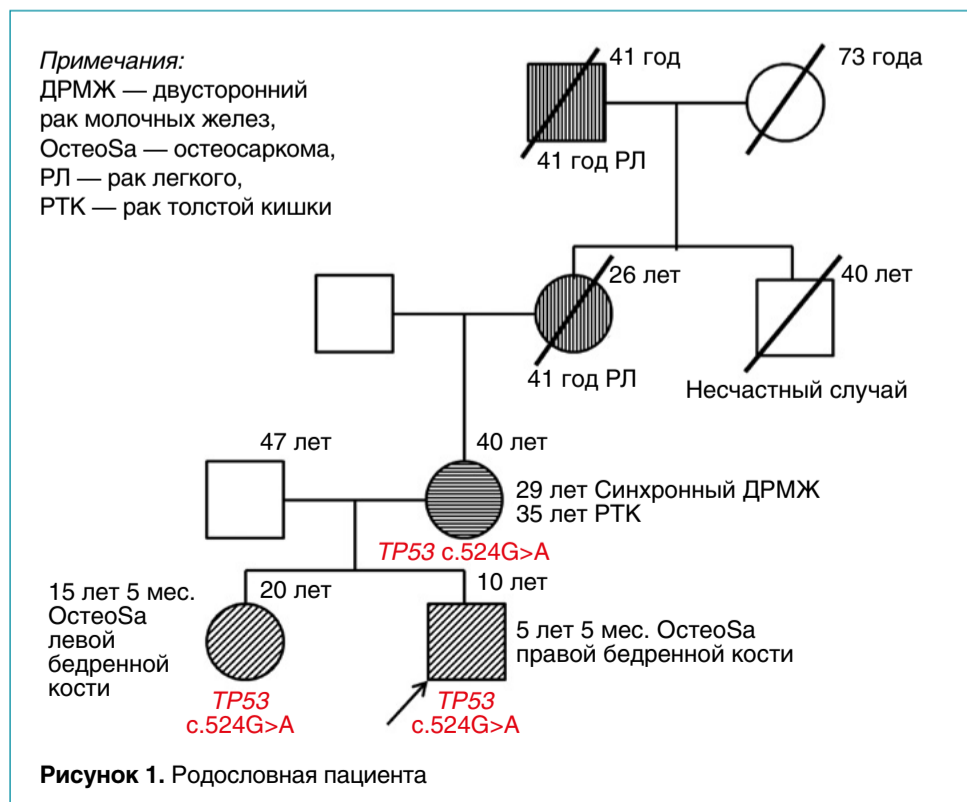 Примечания:
ДРМЖ — двусторонний
рак молочных желез,
ОстеоSa — остеосаркома,
РЛ — рак легкого,
РТК — рак толстой кишки
41 год
73 года
41 год РЛ
26 лет
40 лет
41 год РЛ
Несчастный случай
47 лет
40 лет
29 лет Синхронный ДРМЖ
35 лет РТК
TP53 c.524G>A
15 лет 5 мес.
ОстеоSa
левой
бедренной
кости
20 лет
TP53
c.524G>A
10 лет
5 лет 5 мес. ОстеоSa
правой бедренной кости
TP53
c.524G>A
Рисунок 1. Родословная пациента